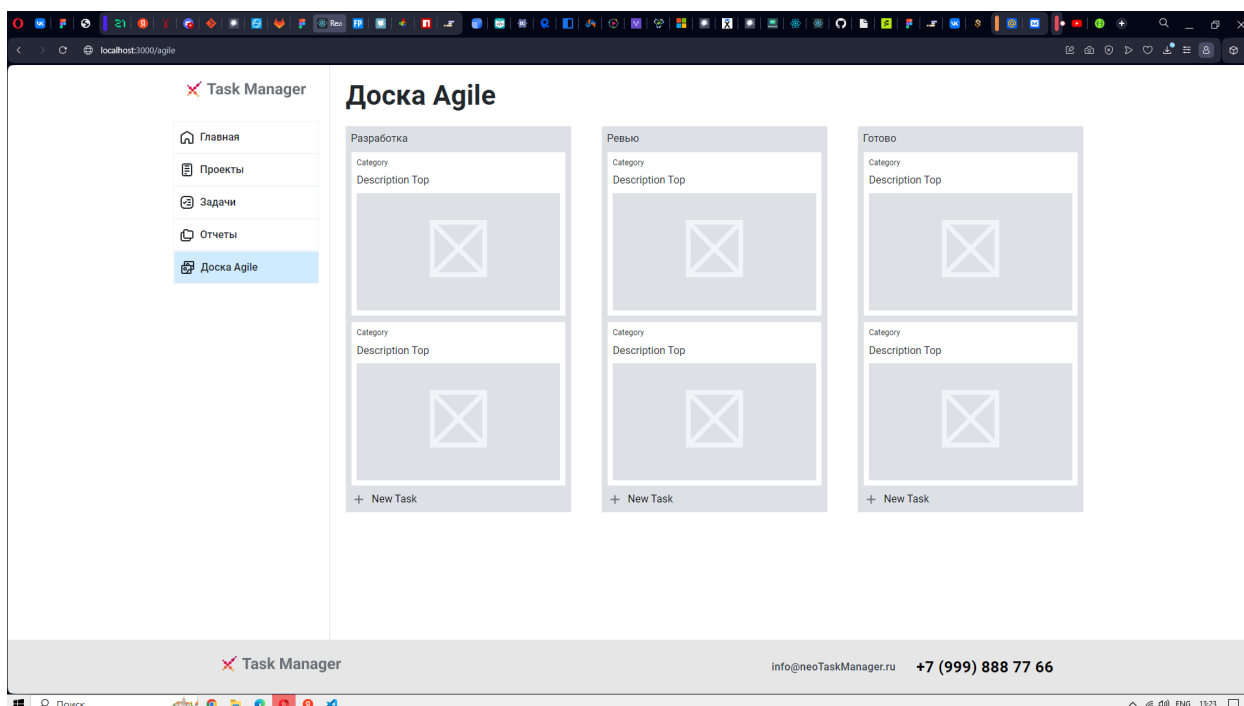 Rea
localhost:3000/agile
Task Manager
Доска Agile
Главная
Проекты
Задачи
Отчеты
Доска Agile
Разработка
Category
Description Top
Category
Description Top
+ New Task
Ревью
Category
Description Top
Category
Description Top
+ New Task
Готово
Category
Description Top
Category
Description Top
+ New Task
Task Manager
info@neoTaskManager.ru
+7 (999) 888 77 66
Поиск
ENG
13:23